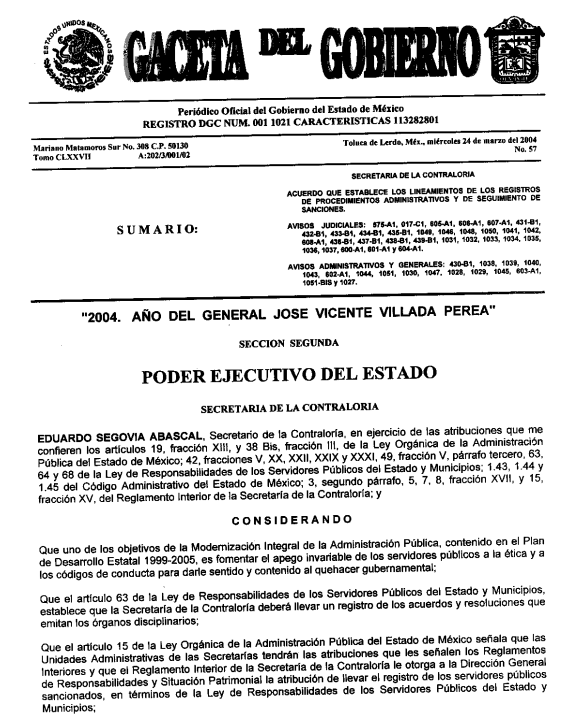 ESTADOS UNIDOS MEXICANOS
GACETA DEL GOBIERNO
Periódico Oficial del Gobierno del Estado de México
REGISTRO DGC NUM. 001 1021 CARACTERISTICAS 113282801
Mariano Matamoros Sur No. 308 C.P. 50130
Tomo CLXXVII A:202/3/001/02
Toluca de Lerdo, Méx., miércoles 24 de marzo del 2004
No. 57
SUMARIO:
SECRETARIA DE LA CONTRALORIA
ACUERDO QUE ESTABLECE LOS LINEAMIENTOS DE LOS REGISTROS
DE PROCEDIMIENTOS ADMINISTRATIVOS Y DE SEGUIMIENTO DE
SANCIONES.
AVISOS JUDICIALES: 575-A1, 017-C1, 605-A1, 606-A1, 607-A1, 431-B1,
432-B1, 433-B1, 434-B1, 435-B1, 1049, 1046, 1048, 1050, 1041, 1042,
608-A1, 436-B1, 437-B1, 438-B1, 439-B1, 1031, 1032, 1033, 1034, 1035,
1036, 1037, 600-A1, 601-A1 y 604-A1.
AVISOS ADMINISTRATIVOS Y GENERALES: 430-B1, 1038, 1039, 1040,
1043, 602-A1, 1044, 1051, 1030, 1047, 1028, 1029, 1045, 603-A1,
1051-BIS y 1027.
"2004. AÑO DEL GENERAL JOSE VICENTE VILLADA PEREA"
SECCION SEGUNDA
PODER EJECUTIVO DEL ESTADO
SECRETARIA DE LA CONTRALORIA
EDUARDO SEGOVIA ABASCAL, Secretario de la Contraloría, en ejercicio de las atribuciones que me
confieren los artículos 19, fracción XIII, y 38 Bis, fracción III, de la Ley Orgánica de la Administración
Pública del Estado de México; 42, fracciones V, XX, XXII, XXIX y XXXI, 49, fracción V, párrafo tercero, 63,
64 y 68 de la Ley de Responsabilidades de los Servidores Públicos del Estado y Municipios; 1.43, 1.44 y
1.45 del Código Administrativo del Estado de México; 3, segundo párrafo, 5, 7, 8, fracción XVII, y 15,
fracción XV, del Reglamento Interior de la Secretaría de la Contraloría; y
CONSIDERANDO
Que uno de los objetivos de la Modernización Integral de la Administración Pública, contenido en el Plan
de Desarrollo Estatal 1999-2005, es fomentar el apego invariable de los servidores públicos a la ética y a
los códigos de conducta para darle sentido y contenido al quehacer gubernamental;
Que el artículo 63 de la Ley de Responsabilidades de los Servidores Públicos del Estado y Municipios,
establece que la Secretaría de la Contraloría deberá llevar un registro de los acuerdos y resoluciones que
emitan los órganos disciplinarios;
Que el artículo 15 de la Ley Orgánica de la Administración Pública del Estado de México señala que las
Unidades Administrativas de las Secretarías tendrán las atribuciones que les señalen los Reglamentos
Interiores y que el Reglamento Interior de la Secretaría de la Contraloría le otorga a la Dirección General
de Responsabilidades y Situación Patrimonial la atribución de llevar el registro de los servidores públicos
sancionados, en términos de la Ley de Responsabilidades de los Servidores Públicos del Estado y
Municipios;